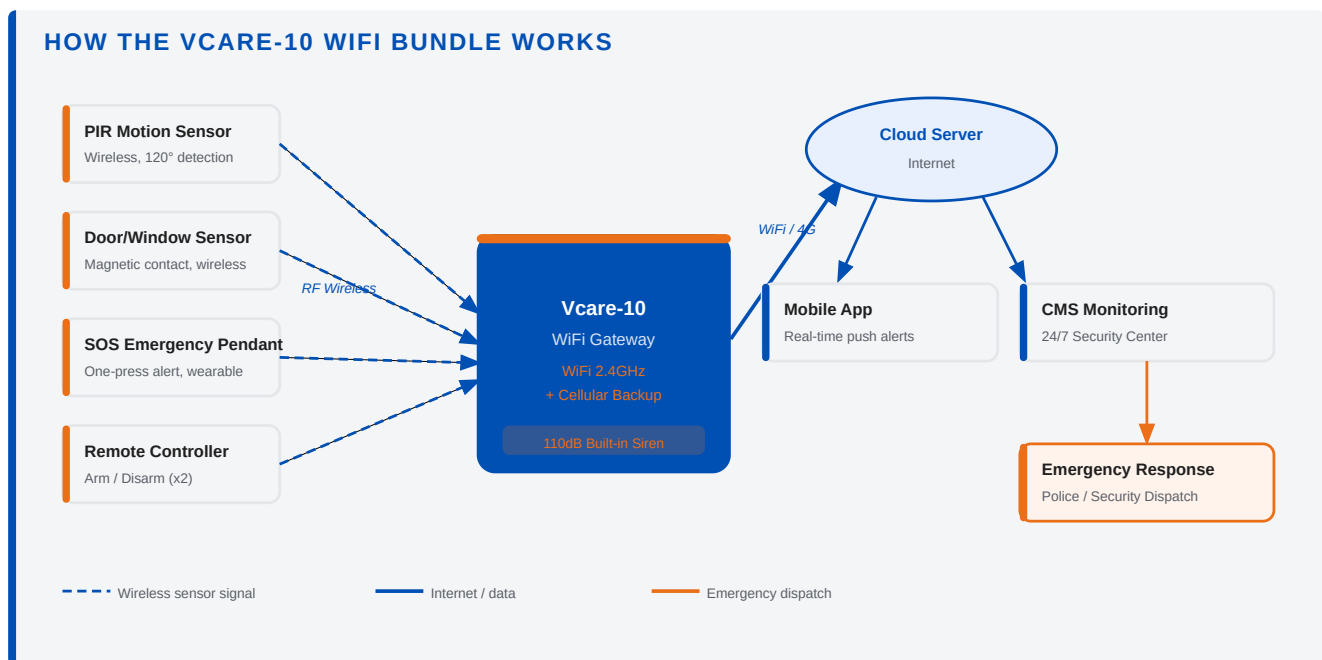 HOW THE VCARE-10 WIFI BUNDLE WORKS
PIR Motion Sensor
Wireless, 120° detection
Door/Window Sensor
Magnetic contact, wireless
RF Wireless
SOS Emergency Pendant
One-press alert, wearable
Remote Controller
Arm / Disarm (x2)
Vcare-10
WiFi Gateway
WiFi 2.4GHz
+ Cellular Backup
110dB Built-in Siren
WiFi / 4G
Cloud Server
Internet
Mobile App
Real-time push alerts
CMS Monitoring
24/7 Security Center
Emergency Response
Police / Security Dispatch
Wireless sensor signal
Internet / data
Emergency dispatch